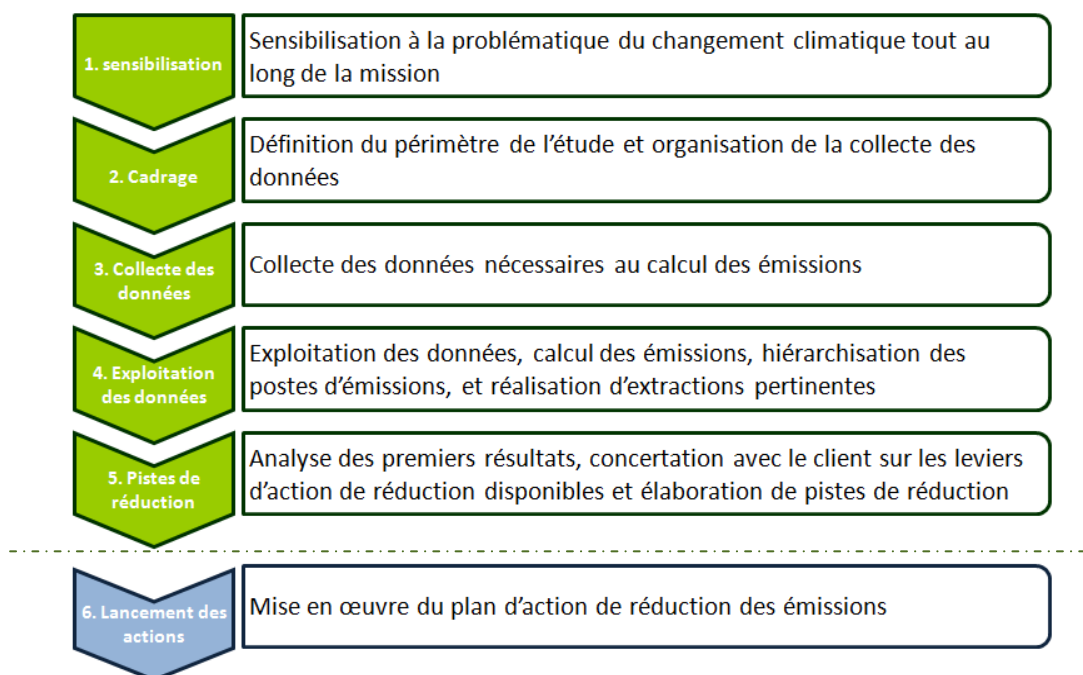 1. sensibilisation
Sensibilisation à la problématique du changement climatique tout au
long de la mission
2. Cadrage
Définition du périmètre de l’étude et organisation de la collecte des
données
3. Collecte des
données
Collecte des données nécessaires au calcul des émissions
4. Exploitation
des données
Exploitation des données, calcul des émissions, hiérarchisation des
postes d’émissions, et réalisation d’extractions pertinentes
5. Pistes de
réduction
Analyse des premiers résultats, concertation avec le client sur les leviers
d’action de réduction disponibles et élaboration de pistes de réduction
6. Lancement des
actions
Mise en œuvre du plan d’action de réduction des émissions